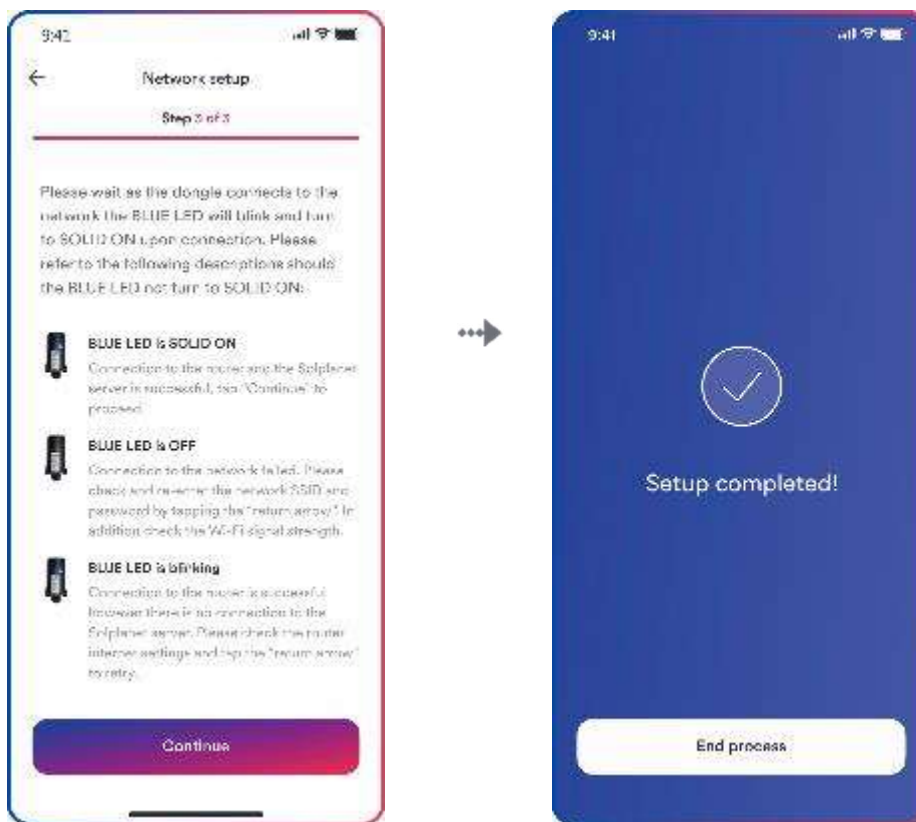 9:41
Network setup
Step 3 of 3
Please wait as the dongle connects to the
network the BLUE LED will blink and turn
to SOLID ON upon connection. Please
refer to the following descriptions should
the BLUE LED not turn to SOLID ON:
BLUE LED is SOLID ON
Connection to the router and the Solplanet
server is successful, tap "Continue" to
proceed
BLUE LED is OFF
Connection to the network failed. Please
check and re-enter the network SSID and
password by tapping the "return arrow". In
addition check the Wi-Fi signal strength.
BLUE LED is blinking
Connection to the router is successful
however there is no connection to the
Solplanet server. Please check the router
internet settings and tap the "return arrow"
to retry.
Continue
9:41
Setup completed!
End process